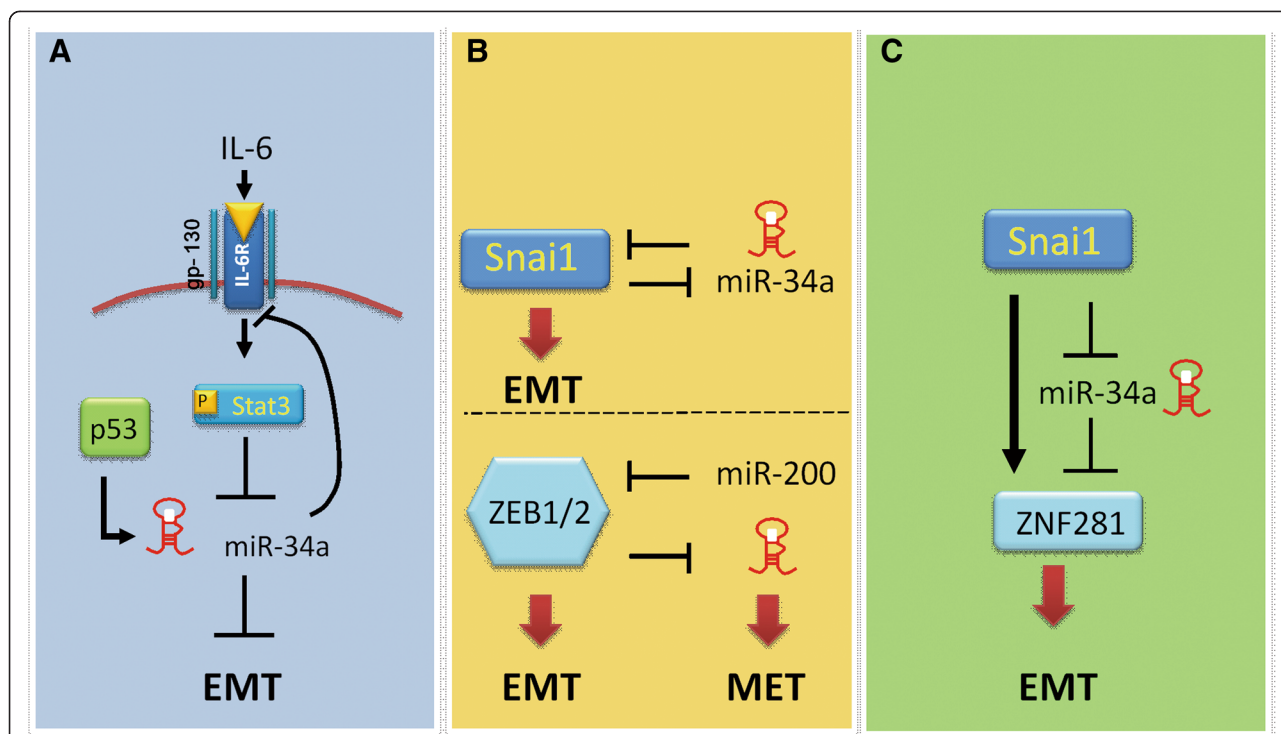 A
IL-6
gp-130
IL-6R
P
Stat3
p53
miR-34a
EMT
B
Snai1
miR-34a
EMT
ZEB1/2
miR-200
EMT
MET
C
Snai1
miR-34a
ZNF281
EMT